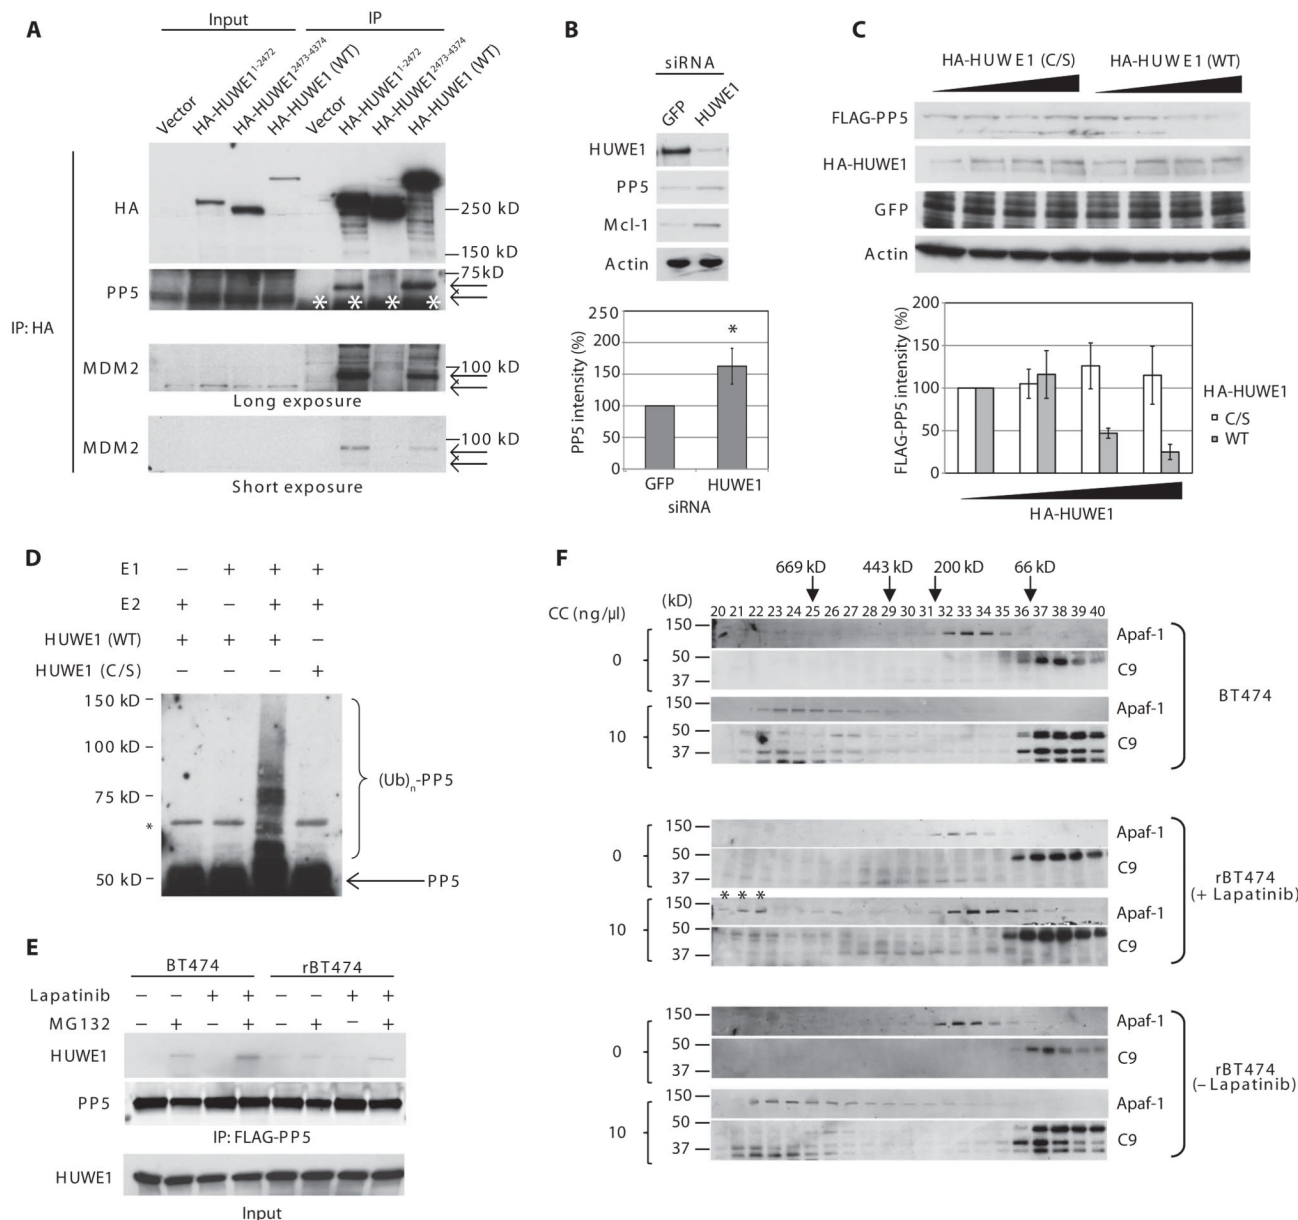 A
Input IP
Vector
HA-HUWE1 1-2472
HA-HUWE1 2473-4374
HA-HUWE1 (WT)
Vector
HA-HUWE1 1-2472
HA-HUWE1 2473-4374
HA-HUWE1 (WT)
IP: HA
HA
250 kD
150 kD
PP5
75kD
* * * *
MDM2
100 kD
Long exposure
MDM2
100 kD
Short exposure
B
siRNA
GFP HUWE1
HUWE1
PP5
Mcl-1
Actin
PP5 intensity (%)
250
200
150
100
50
0
*
GFP HUWE1
siRNA
C
HA-HUWE1 (C/S) HA-HUWE1 (WT)
FLAG-PP5
HA-HUWE1
GFP
Actin
FLAG-PP5 intensity (%)
200
150
100
50
0
HA-HUWE1
C/S
WT
HA-HUWE1
D
E1 – + + +
E2 + – + +
HUWE1 (WT) + + + –
HUWE1 (C/S) – – – +
150 kD
100 kD
75 kD
*
50 kD
(Ub)n-PP5
PP5
E
BT474 rBT474
Lapatinib – – + + – – + +
MG132 – + – + – + – +
HUWE1
PP5
IP: FLAG-PP5
HUWE1
Input
F
669 kD 443 kD 200 kD 66 kD
CC (ng/μl) (kD) 20 21 22 23 24 25 26 27 28 29 30 31 32 33 34 35 36 37 38 39 40
0
150 Apaf-1
50 C9
37
10
150 Apaf-1
50 C9
37
BT474
0
150 Apaf-1
50 C9
37
* * *
10
150 Apaf-1
50 C9
37
rBT474
(+ Lapatinib)
0
150 Apaf-1
50 C9
37
10
150 Apaf-1
50 C9
37
rBT474
(– Lapatinib)